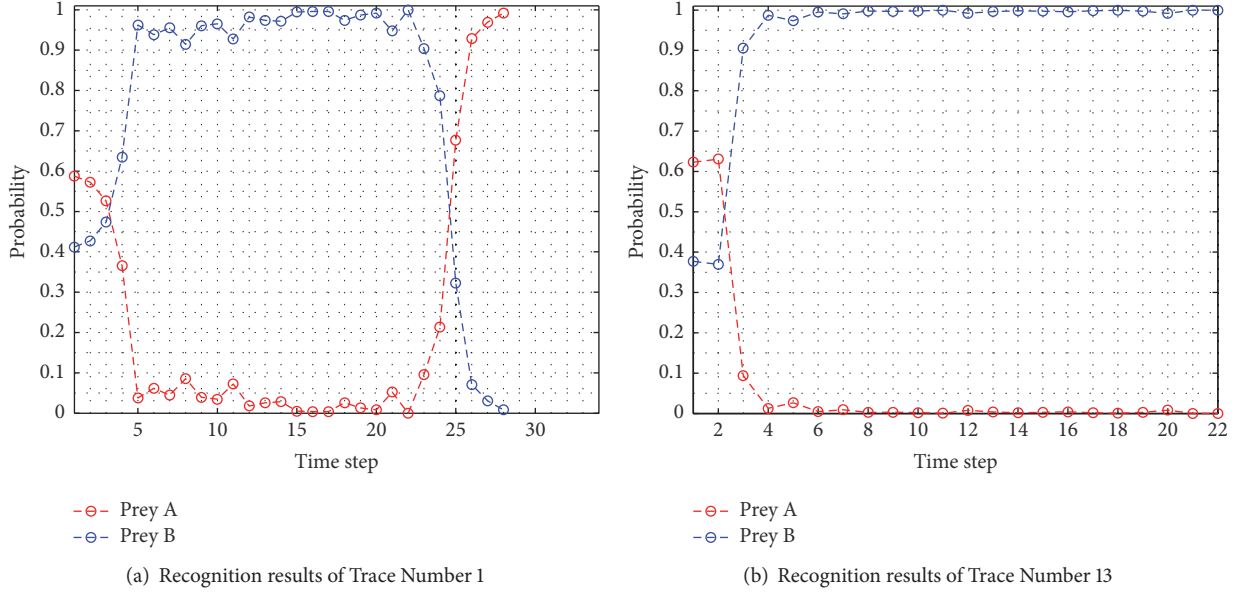 1
0.9
0.8
0.7
0.6
0.5
0.4
0.3
0.2
0.1
0
Probability
5 10 15 20 25 30
Time step
Prey A
Prey B
(a) Recognition results of Trace Number 1
1
0.9
0.8
0.7
0.6
0.5
0.4
0.3
0.2
0.1
0
Probability
2 4 6 8 10 12 14 16 18 20 22
Time step
Prey A
Prey B
(b) Recognition results of Trace Number 13